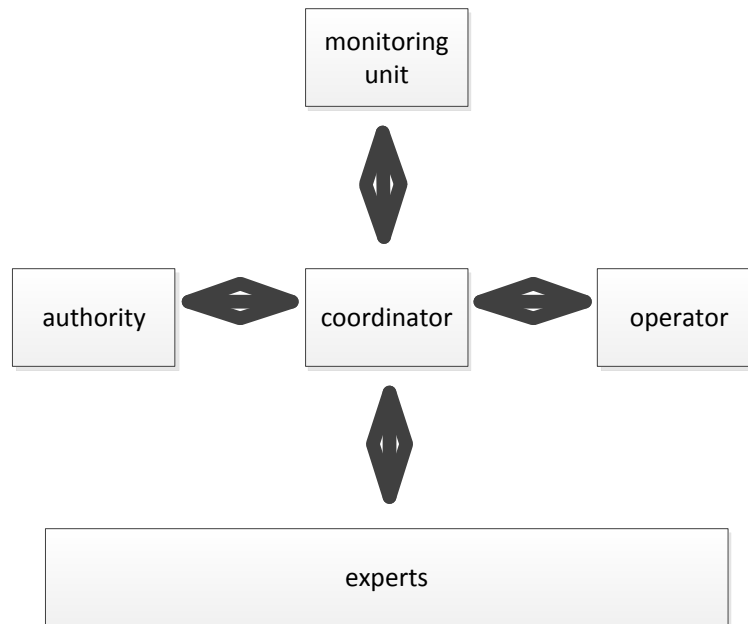 monitoring
unit
authority
coordinator
operator
experts